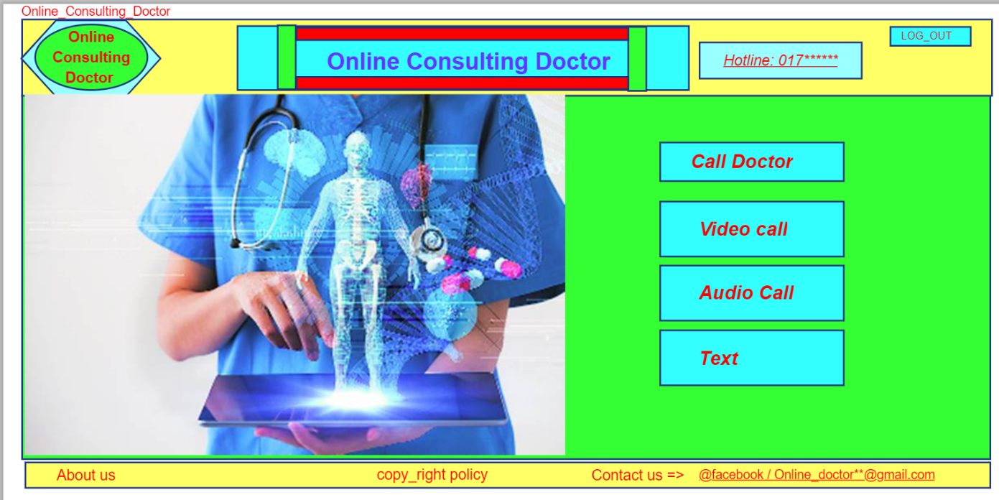 Online_Consulting_Doctor
Online
Consulting
Doctor
Online Consulting Doctor
Hotline: 017******
LOG_OUT
Call Doctor
Video call
Audio Call
Text
About us
copy_right policy
Contact us => @facebook / Online_doctor**@gmail.com